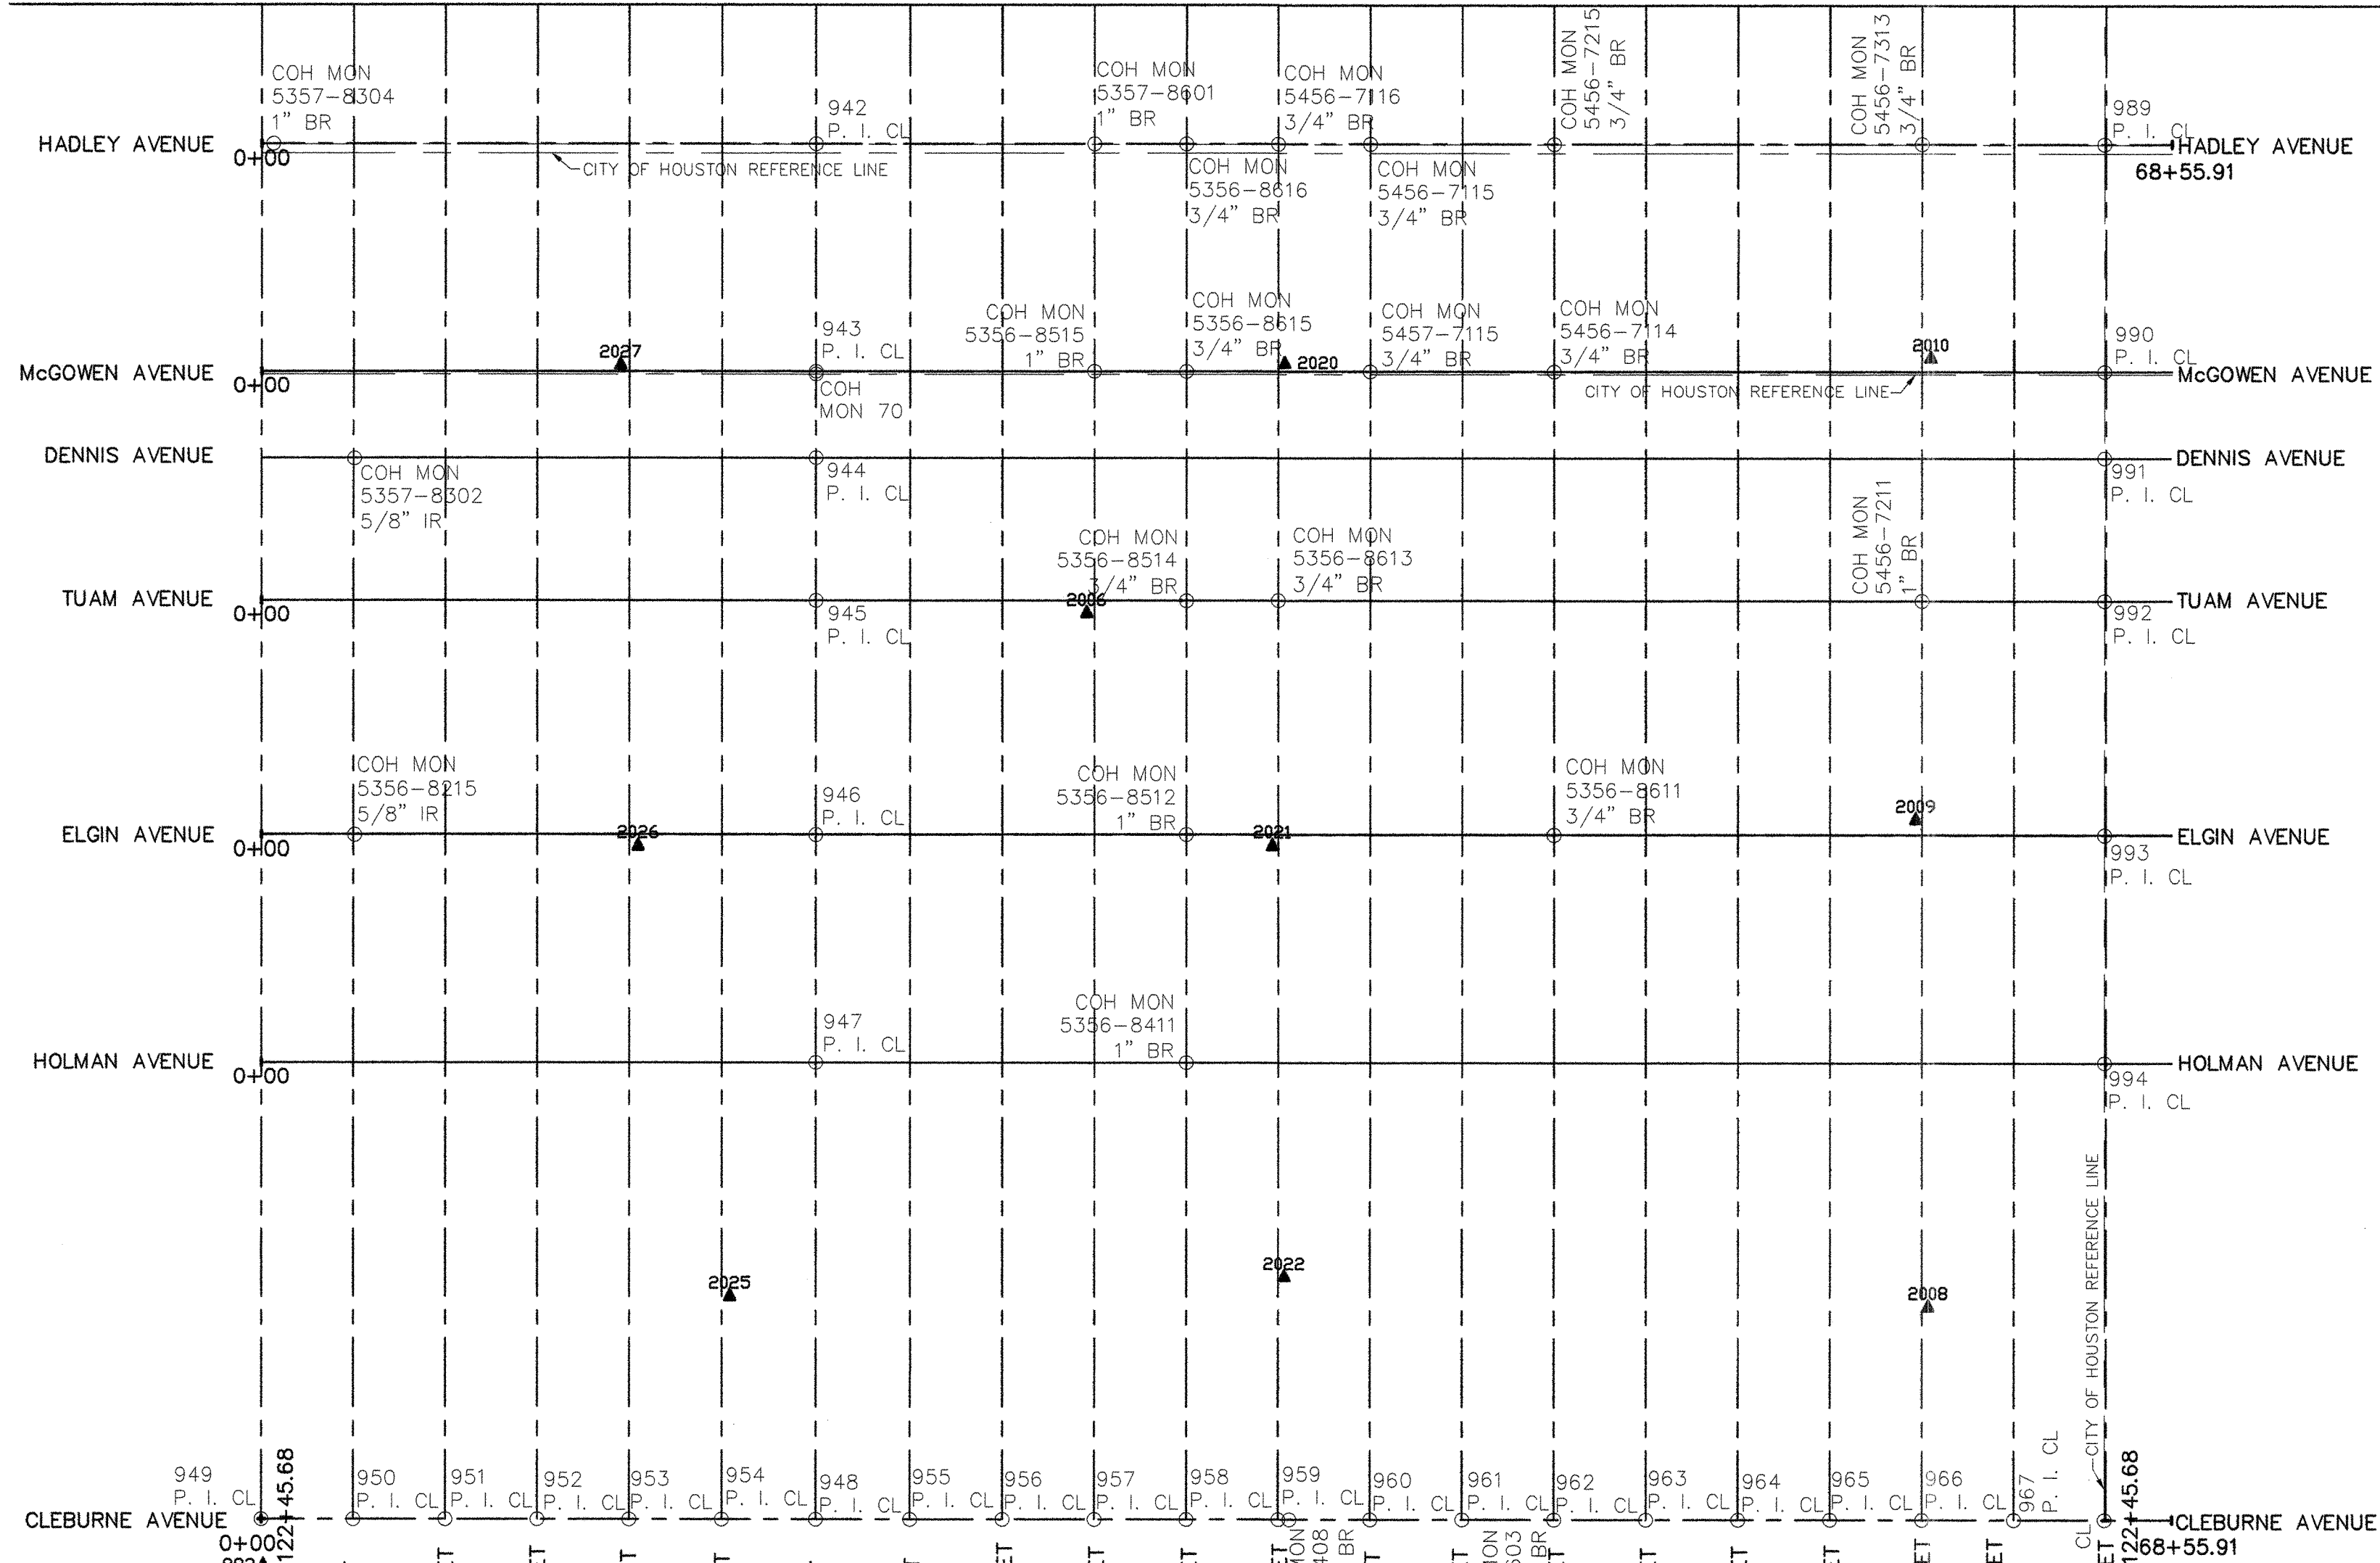 COH MON
5357-8304
1" BR
942
P. I. CL
COH MON
5357-8601
1" BR
COH MON
5456-7116
3/4" BR
COH MON
5456-7215
3/4" BR
COH MON
5456-7313
3/4" BR
989
P. I. CL
HADLEY AVENUE
0+00
CITY OF HOUSTON REFERENCE LINE
COH MON
5356-8616
3/4" BR
COH MON
5456-7115
3/4" BR
HADLEY AVENUE
68+55.91
2027
943
P. I. CL
COH MON
5356-8515
1" BR
COH MON
5356-8615
3/4" BR
2020
COH MON
5457-7115
3/4" BR
COH MON
5456-7114
3/4" BR
2010
990
P. I. CL
McGOWEN AVENUE
0+00
COH
MON 70
CITY OF HOUSTON REFERENCE LINE
McGOWEN AVENUE
DENNIS AVENUE
COH MON
5357-8302
5/8" IR
944
P. I. CL
DENNIS AVENUE
991
P. I. CL
COH MON
5356-8514
3/4" BR
COH MON
5356-8613
3/4" BR
COH MON
5456-7211
1" BR
TUAM AVENUE
0+00
945
P. I. CL
2006
TUAM AVENUE
992
P. I. CL
COH MON
5356-8215
5/8" IR
2026
946
P. I. CL
COH MON
5356-8512
1" BR
2021
COH MON
5356-8611
3/4" BR
2009
ELGIN AVENUE
0+00
ELGIN AVENUE
993
P. I. CL
947
P. I. CL
COH MON
5356-8411
1" BR
HOLMAN AVENUE
0+00
HOLMAN AVENUE
994
P. I. CL
2025
2022
2008
CITY OF HOUSTON REFERENCE LINE
949
P. I. CL
122+45.68
950
P. I. CL
951
P. I. CL
952
P. I. CL
953
P. I. CL
954
P. I. CL
948
P. I. CL
955
P. I. CL
956
P. I. CL
957
P. I. CL
958
P. I. CL
959
P. I. CL
960
P. I. CL
961
P. I. CL
962
P. I. CL
963
P. I. CL
964
P. I. CL
965
P. I. CL
966
P. I. CL
967
P. I. CL
CL
122+45.68
CLEBURNE AVENUE
0+00
CLEBURNE AVENUE
68+55.91